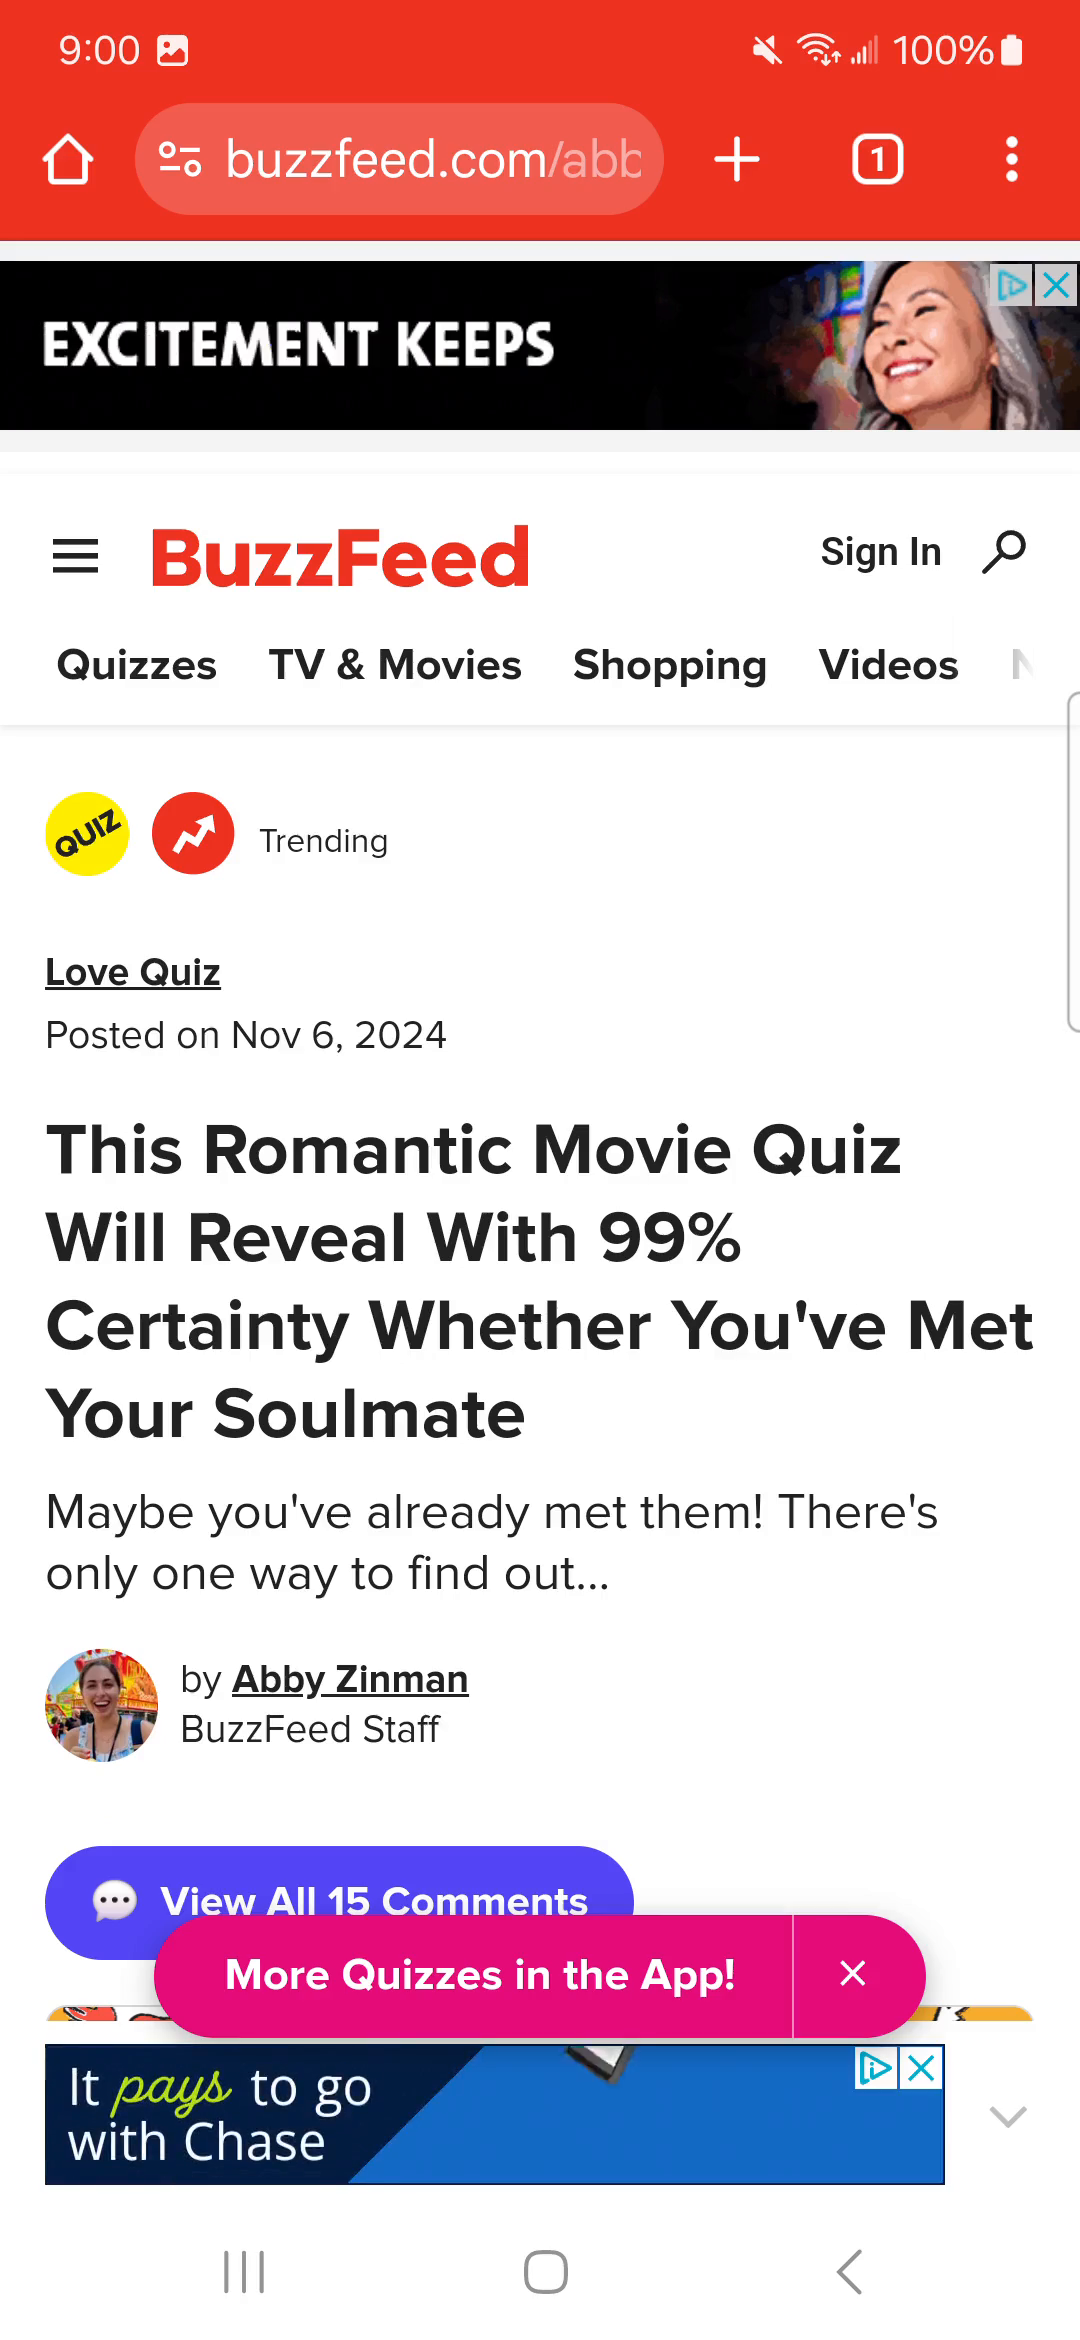 9:00
100%
buzzfeed.com/abb
1
EXCITEMENT KEEPS
BuzzFeed
Sign In
Quizzes TV & Movies Shopping Videos
QUIZ
Trending
Love Quiz
Posted on Nov 6, 2024
This Romantic Movie Quiz
Will Reveal With 99%
Certainty Whether You've Met
Your Soulmate
Maybe you've already met them! There's
only one way to find out...
by Abby Zinman
BuzzFeed Staff
View All 15 Comments
More Quizzes in the App!
It pays to go
with Chase